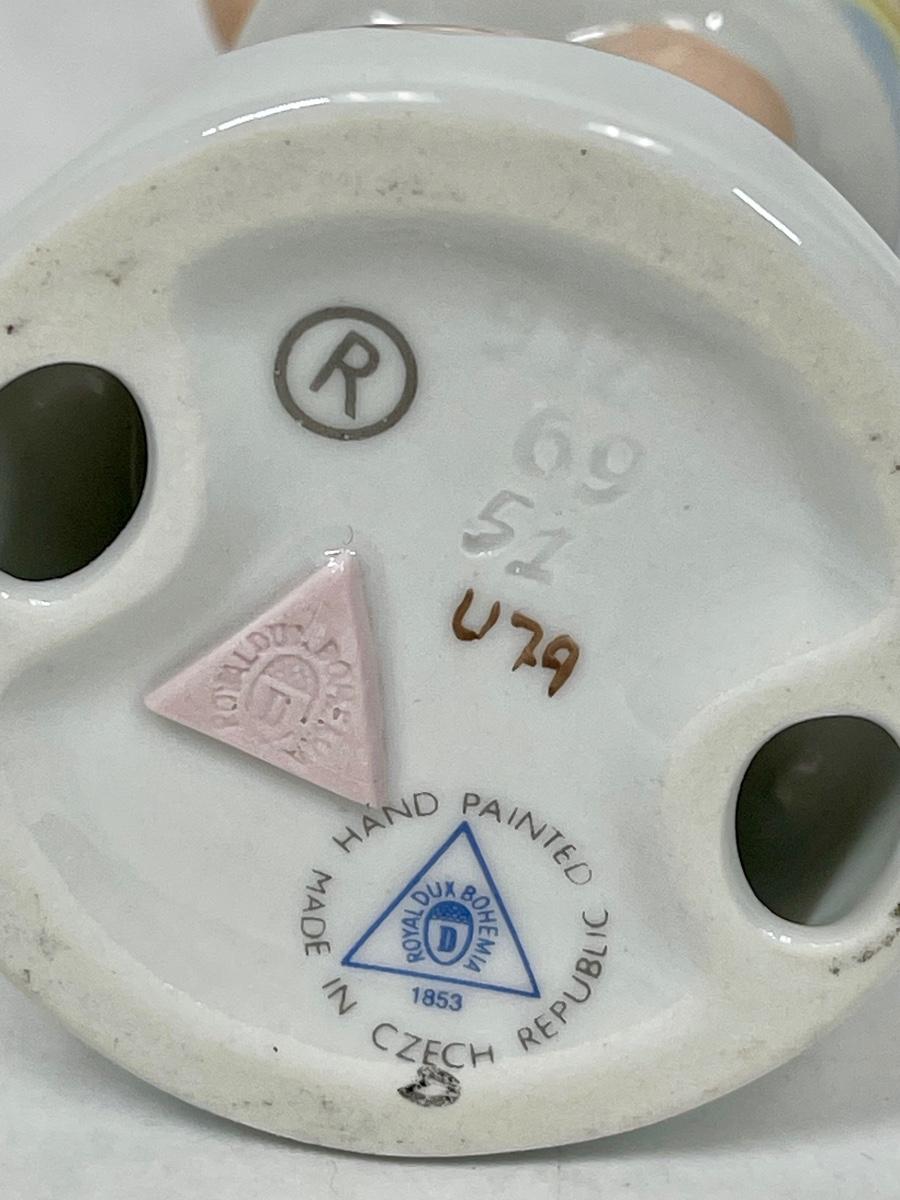 R
69
51
U79
ROYAL DUX BOHEMIA
D
HAND PAINTED
MADE IN CZECH REPUBLIC
ROYAL DUX BOHEMIA
D
1853